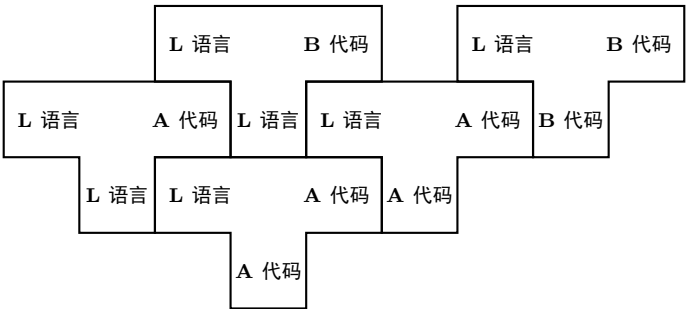 L 语言 B 代码 L 语言 B 代码
L 语言 A 代码 L 语言 L 语言 A 代码 B 代码
L 语言 L 语言 A 代码 A 代码
A 代码